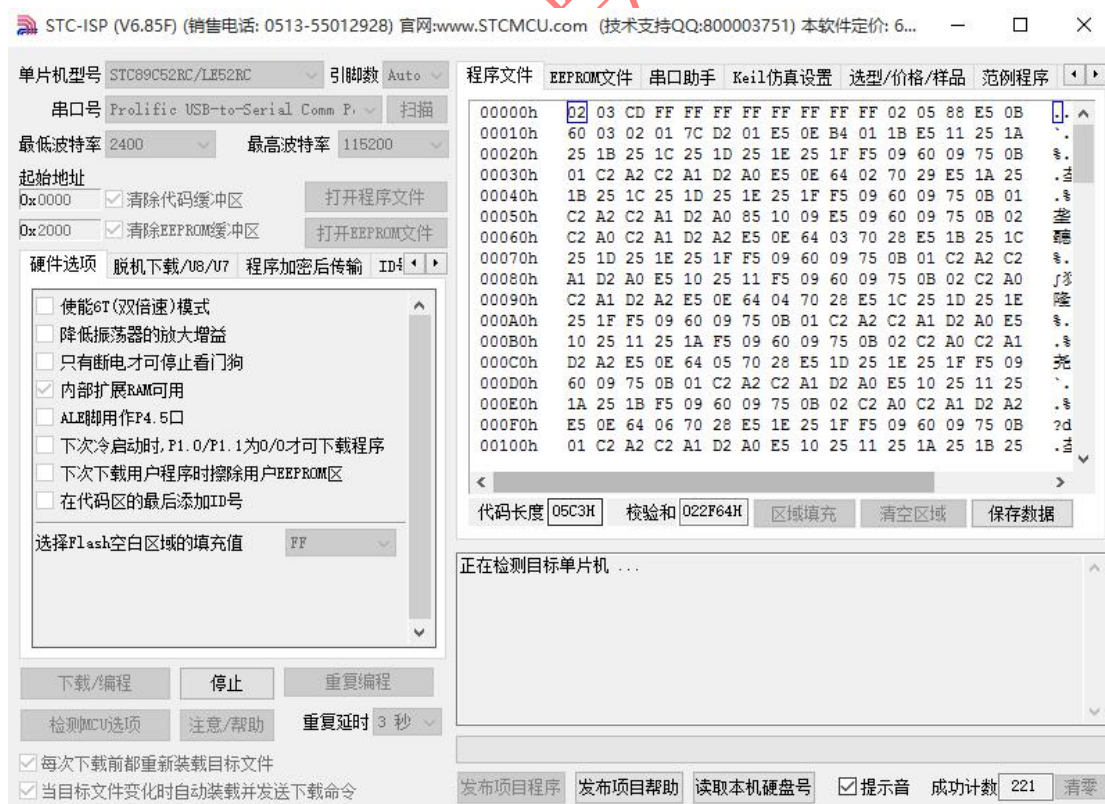 STC-ISP (V6.85F) (销售电话: 0513-55012928) 官网:www.STCMCU.com (技术支持QQ:800003751) 本软件定价: 6...
单片机型号 STC89C52RC/LE52RC 引脚数 Auto
串口号 Prolific USB-to-Serial Comm 扫描
最低波特率 2400 最高波特率 115200
起始地址
0x0000 清除代码缓冲区 打开程序文件
0x2000 清除EEPROM缓冲区 打开EEPROM文件
硬件选项 脱机下载/U8/U7 程序加密后传输
使能6T(双倍速)模式
降低振荡器的放大增益
只有断电才可停止看门狗
内部扩展RAM可用
ALE脚用作P4.5口
下次冷启动时,P1.0/P1.1为0/0才可下载程序
下次下载用户程序时擦除用户EEPROM区
在代码区的最后添加ID号
选择Flash空白区域的填充值 FF
下载/编程 停止 重复编程
检测MCU选项 注意/帮助 重复延时 3 秒
每次下载前都重新装载目标文件
当目标文件变化时自动装载并发送下载命令
程序文件 EEPROM文件 串口助手 Keil仿真设置 选型/价格/样品 范例程序
00000h 02 03 CD FF FF FF FF FF FF FF FF 02 05 88 E5 0B
00010h 60 03 02 01 7C D2 01 E5 0E B4 01 1B E5 11 25 1A
00020h 25 1B 25 1C 25 1D 25 1E 25 1F F5 09 60 09 75 0B
00030h 01 C2 A2 C2 A1 D2 A0 E5 0E 64 02 70 29 E5 1A 25
00040h 1B 25 1C 25 1D 25 1E 25 1F F5 09 60 09 75 0B 01
00050h C2 A2 C2 A1 D2 A0 85 10 09 E5 09 60 09 75 0B 02
00060h C2 A0 C2 A1 D2 A2 E5 0E 64 03 70 28 E5 1B 25 1C
00070h 25 1D 25 1E 25 1F F5 09 60 09 75 0B 01 C2 A2 C2
00080h A1 D2 A0 E5 10 25 11 F5 09 60 09 75 0B 02 C2 A0
00090h C2 A1 D2 A2 E5 0E 64 04 70 28 E5 1C 25 1D 25 1E
000A0h 25 1F F5 09 60 09 75 0B 01 C2 A2 C2 A1 D2 A0 E5
000B0h 10 25 11 25 1A F5 09 60 09 75 0B 02 C2 A0 C2 A1
000C0h D2 A2 E5 0E 64 05 70 28 E5 1D 25 1E 25 1F F5 09
000D0h 60 09 75 0B 01 C2 A2 C2 A1 D2 A0 E5 10 25 11 25
000E0h 1A 25 1B F5 09 60 09 75 0B 02 C2 A0 C2 A1 D2 A2
000F0h E5 0E 64 06 70 28 E5 1E 25 1F F5 09 60 09 75 0B
00100h 01 C2 A2 C2 A1 D2 A0 E5 10 25 11 25 1A 25 1B 25
代码长度 05C3H 校验和 022F64H 区域填充 清空区域 保存数据
正在检测目标单片机 ...
发布项目程序 发布项目帮助 读取本机硬盘号 提示音 成功计数 221 清零